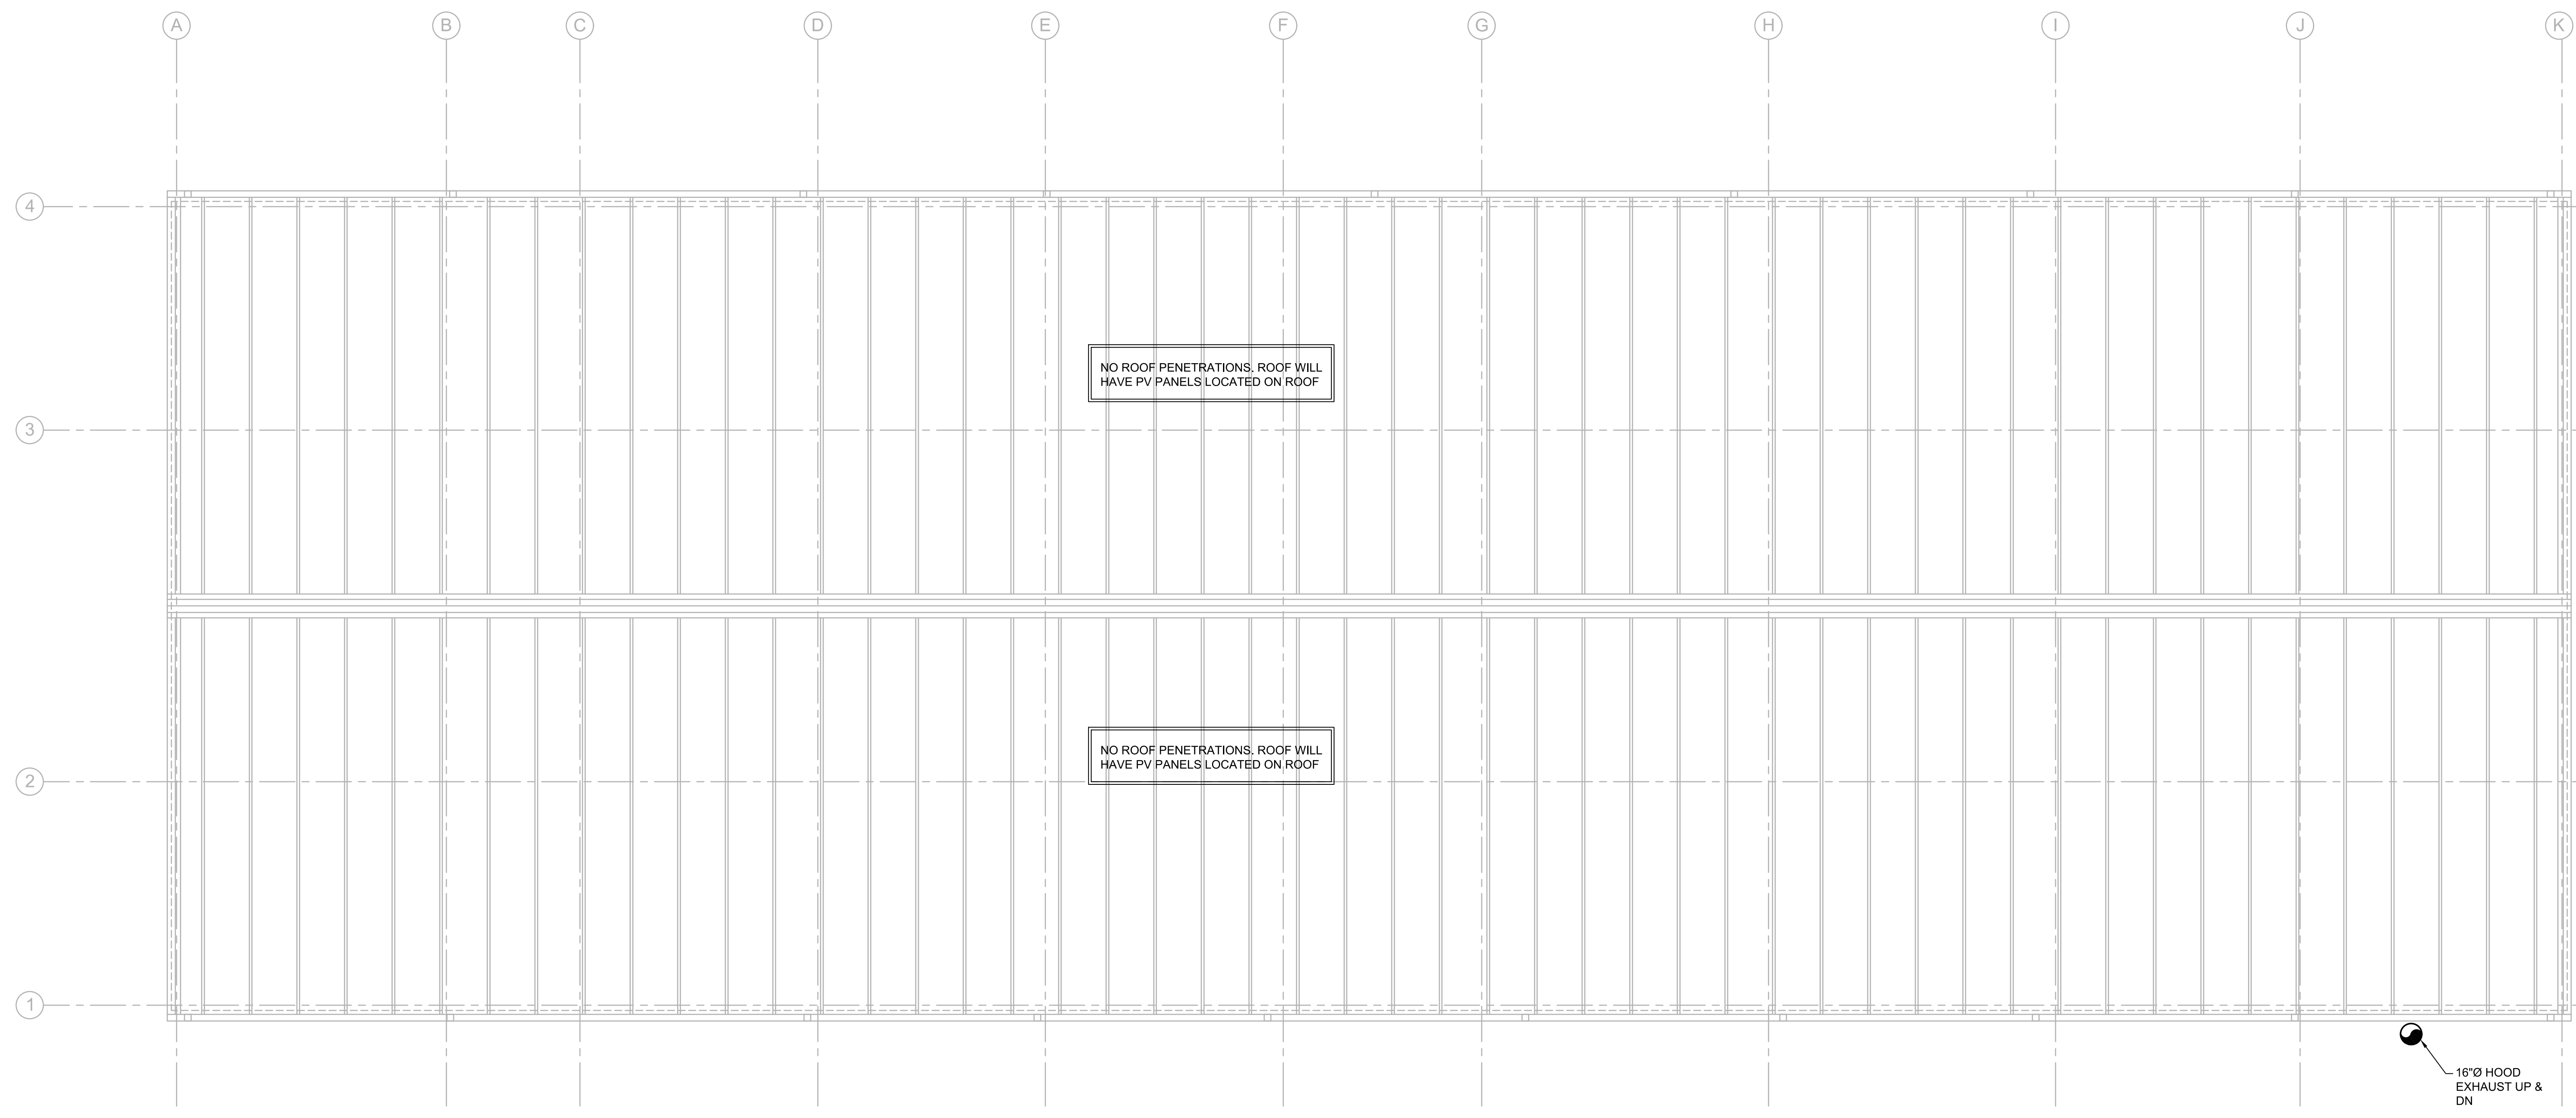 A B C D E F G H I J K
4
3
2
1
NO ROOF PENETRATIONS. ROOF WILL
HAVE PV PANELS LOCATED ON ROOF
NO ROOF PENETRATIONS. ROOF WILL
HAVE PV PANELS LOCATED ON ROOF
16"Ø HOOD
EXHAUST UP &
DN